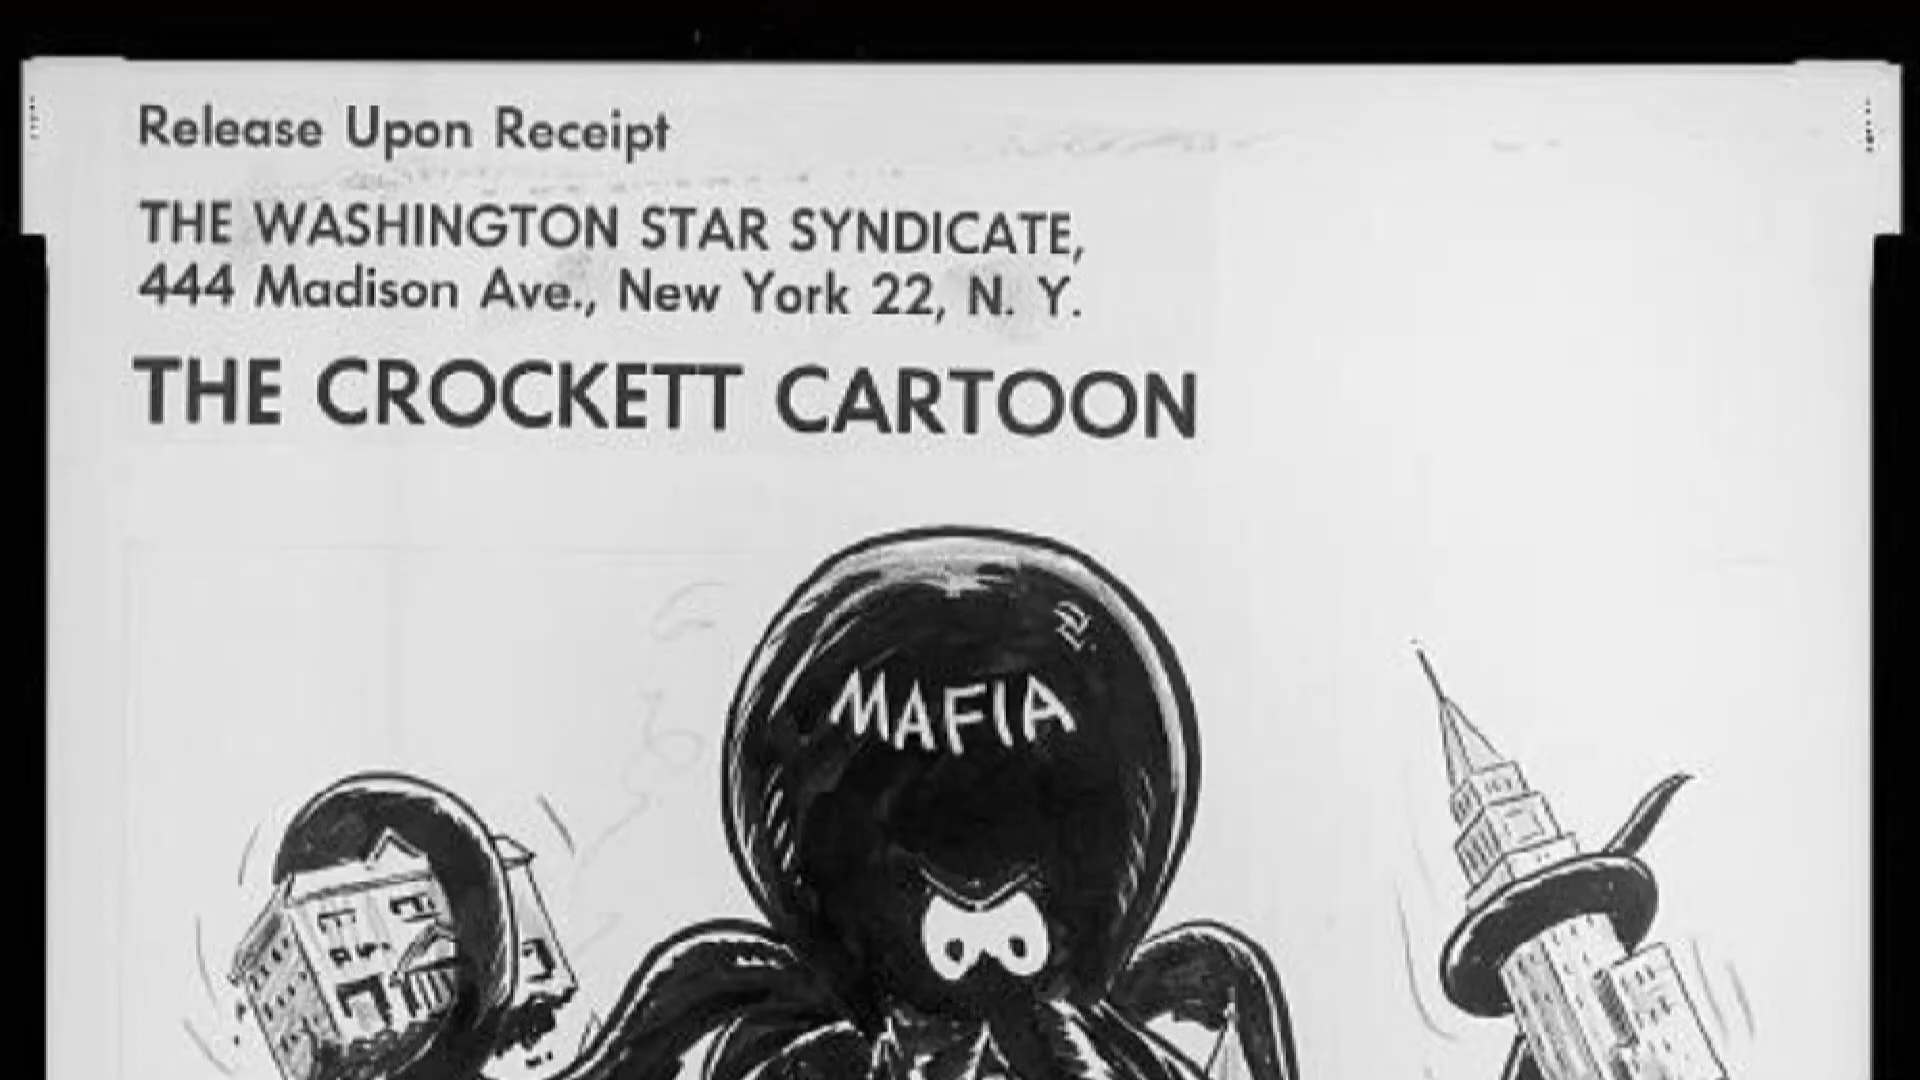 Release Upon Receipt
THE WASHINGTON STAR SYNDICATE,
444 Madison Ave., New York 22, N. Y.
THE CROCKETT CARTOON
MAFIA